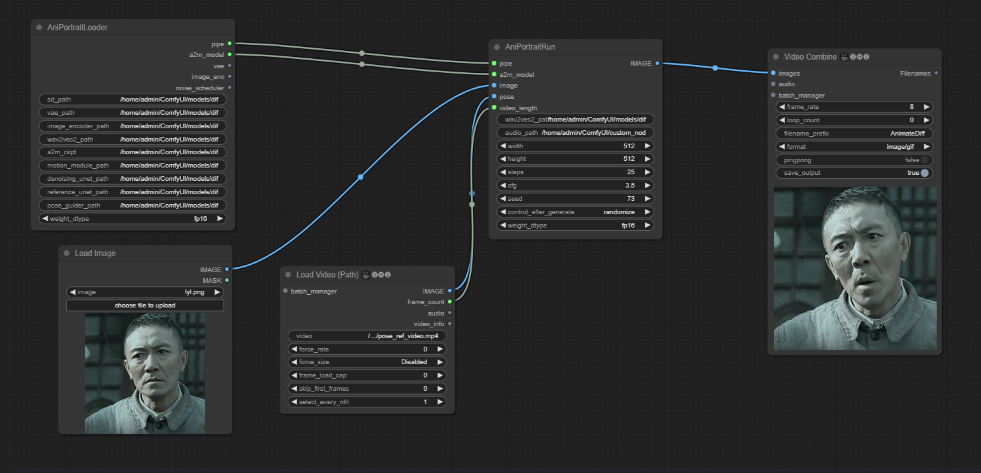 AniPortraitLoader
pipe
a2m_model
vae
image_enc
noise_scheduler
sd_path /home/admin/ComfyUI/models/dif
vae_path /home/admin/ComfyUI/models/dif
image_encoder_path /home/admin/ComfyUI/models/dif
wav2vec2_path /home/admin/ComfyUI/models/dif
a2m_ckpt /home/admin/ComfyUI/models/dif
motion_module_path /home/admin/ComfyUI/models/dif
denoising_unet_path /home/admin/ComfyUI/models/dif
reference_unet_path /home/admin/ComfyUI/models/dif
pose_guider_path /home/admin/ComfyUI/models/dif
weight_dtype fp16
Load Image
IMAGE
MASK
image lyl.png
choose file to upload
Load Video (Path)
batch_manager IMAGE
frame_count
audio
video_info
video /.../pose_ref_video.mp4
force_rate 0
force_size Disabled
frame_load_cap 0
skip_first_frames 0
select_every_nth 1
AniPortraitRun
pipe IMAGE
a2m_model
image
pose
video_length
wav2vec2_pat/home/admin/ComfyUI/models/dif
audio_path /home/admin/ComfyUI/custom_nod
width 512
height 512
steps 25
cfg 3.5
seed 73
control_after_generate randomize
weight_dtype fp16
Video Combine
images Filenames
audio
batch_manager
frame_rate 8
loop_count 0
filename_prefix AnimateDiff
format image/gif
pingpong false
save_output true